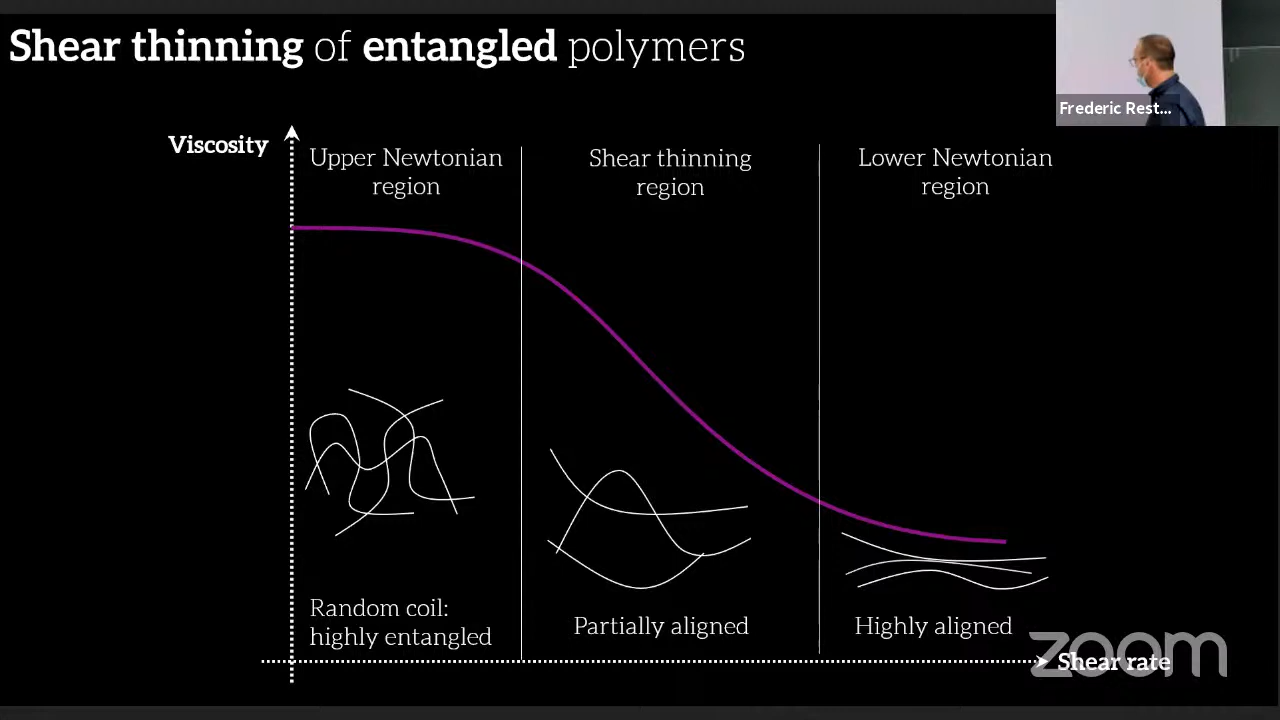 Shear thinning of entangled polymers
Frederic Rest...
Viscosity
Upper Newtonian
region
Shear thinning
region
Lower Newtonian
region
Random coil:
highly entangled
Partially aligned
Highly aligned
Shear rate
zoom